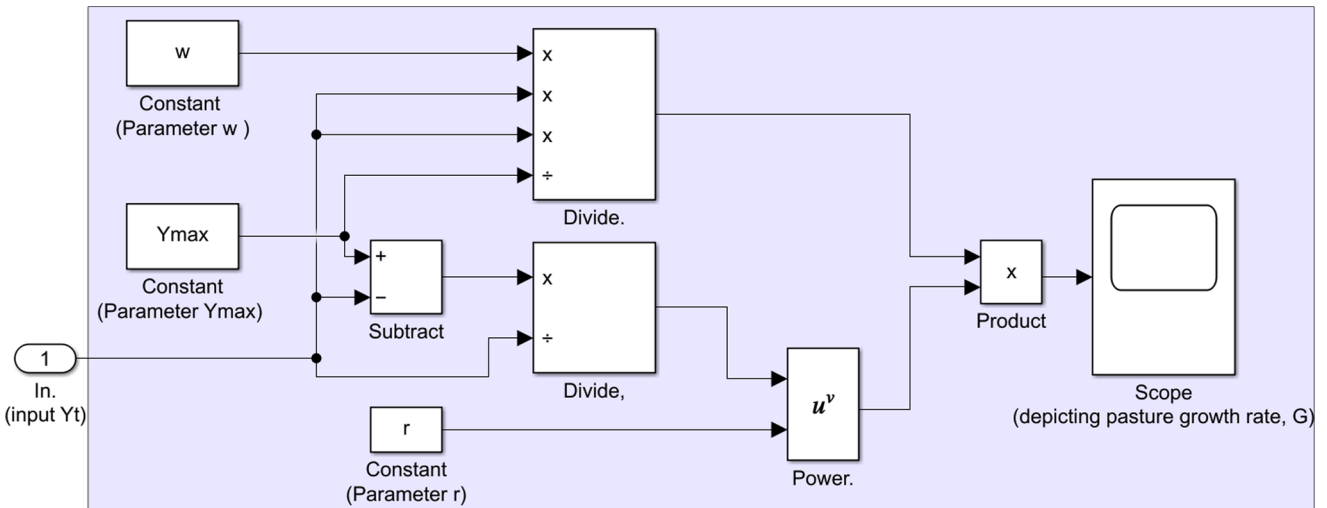 w
Constant
(Parameter w )
x
x
x
÷
Divide.
Ymax
Constant
(Parameter Ymax)
+
−
Subtract
x
÷
Divide,
1
In.
(input Yt)
r
Constant
(Parameter r)
u^v
Power.
x
Product
Scope
(depicting pasture growth rate, G)